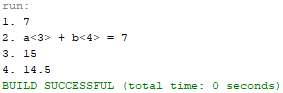 run:
1. 7
2. a<3> + b<4> = 7
3. 15
4. 14.5
BUILD SUCCESSFUL (total time: 0 seconds)